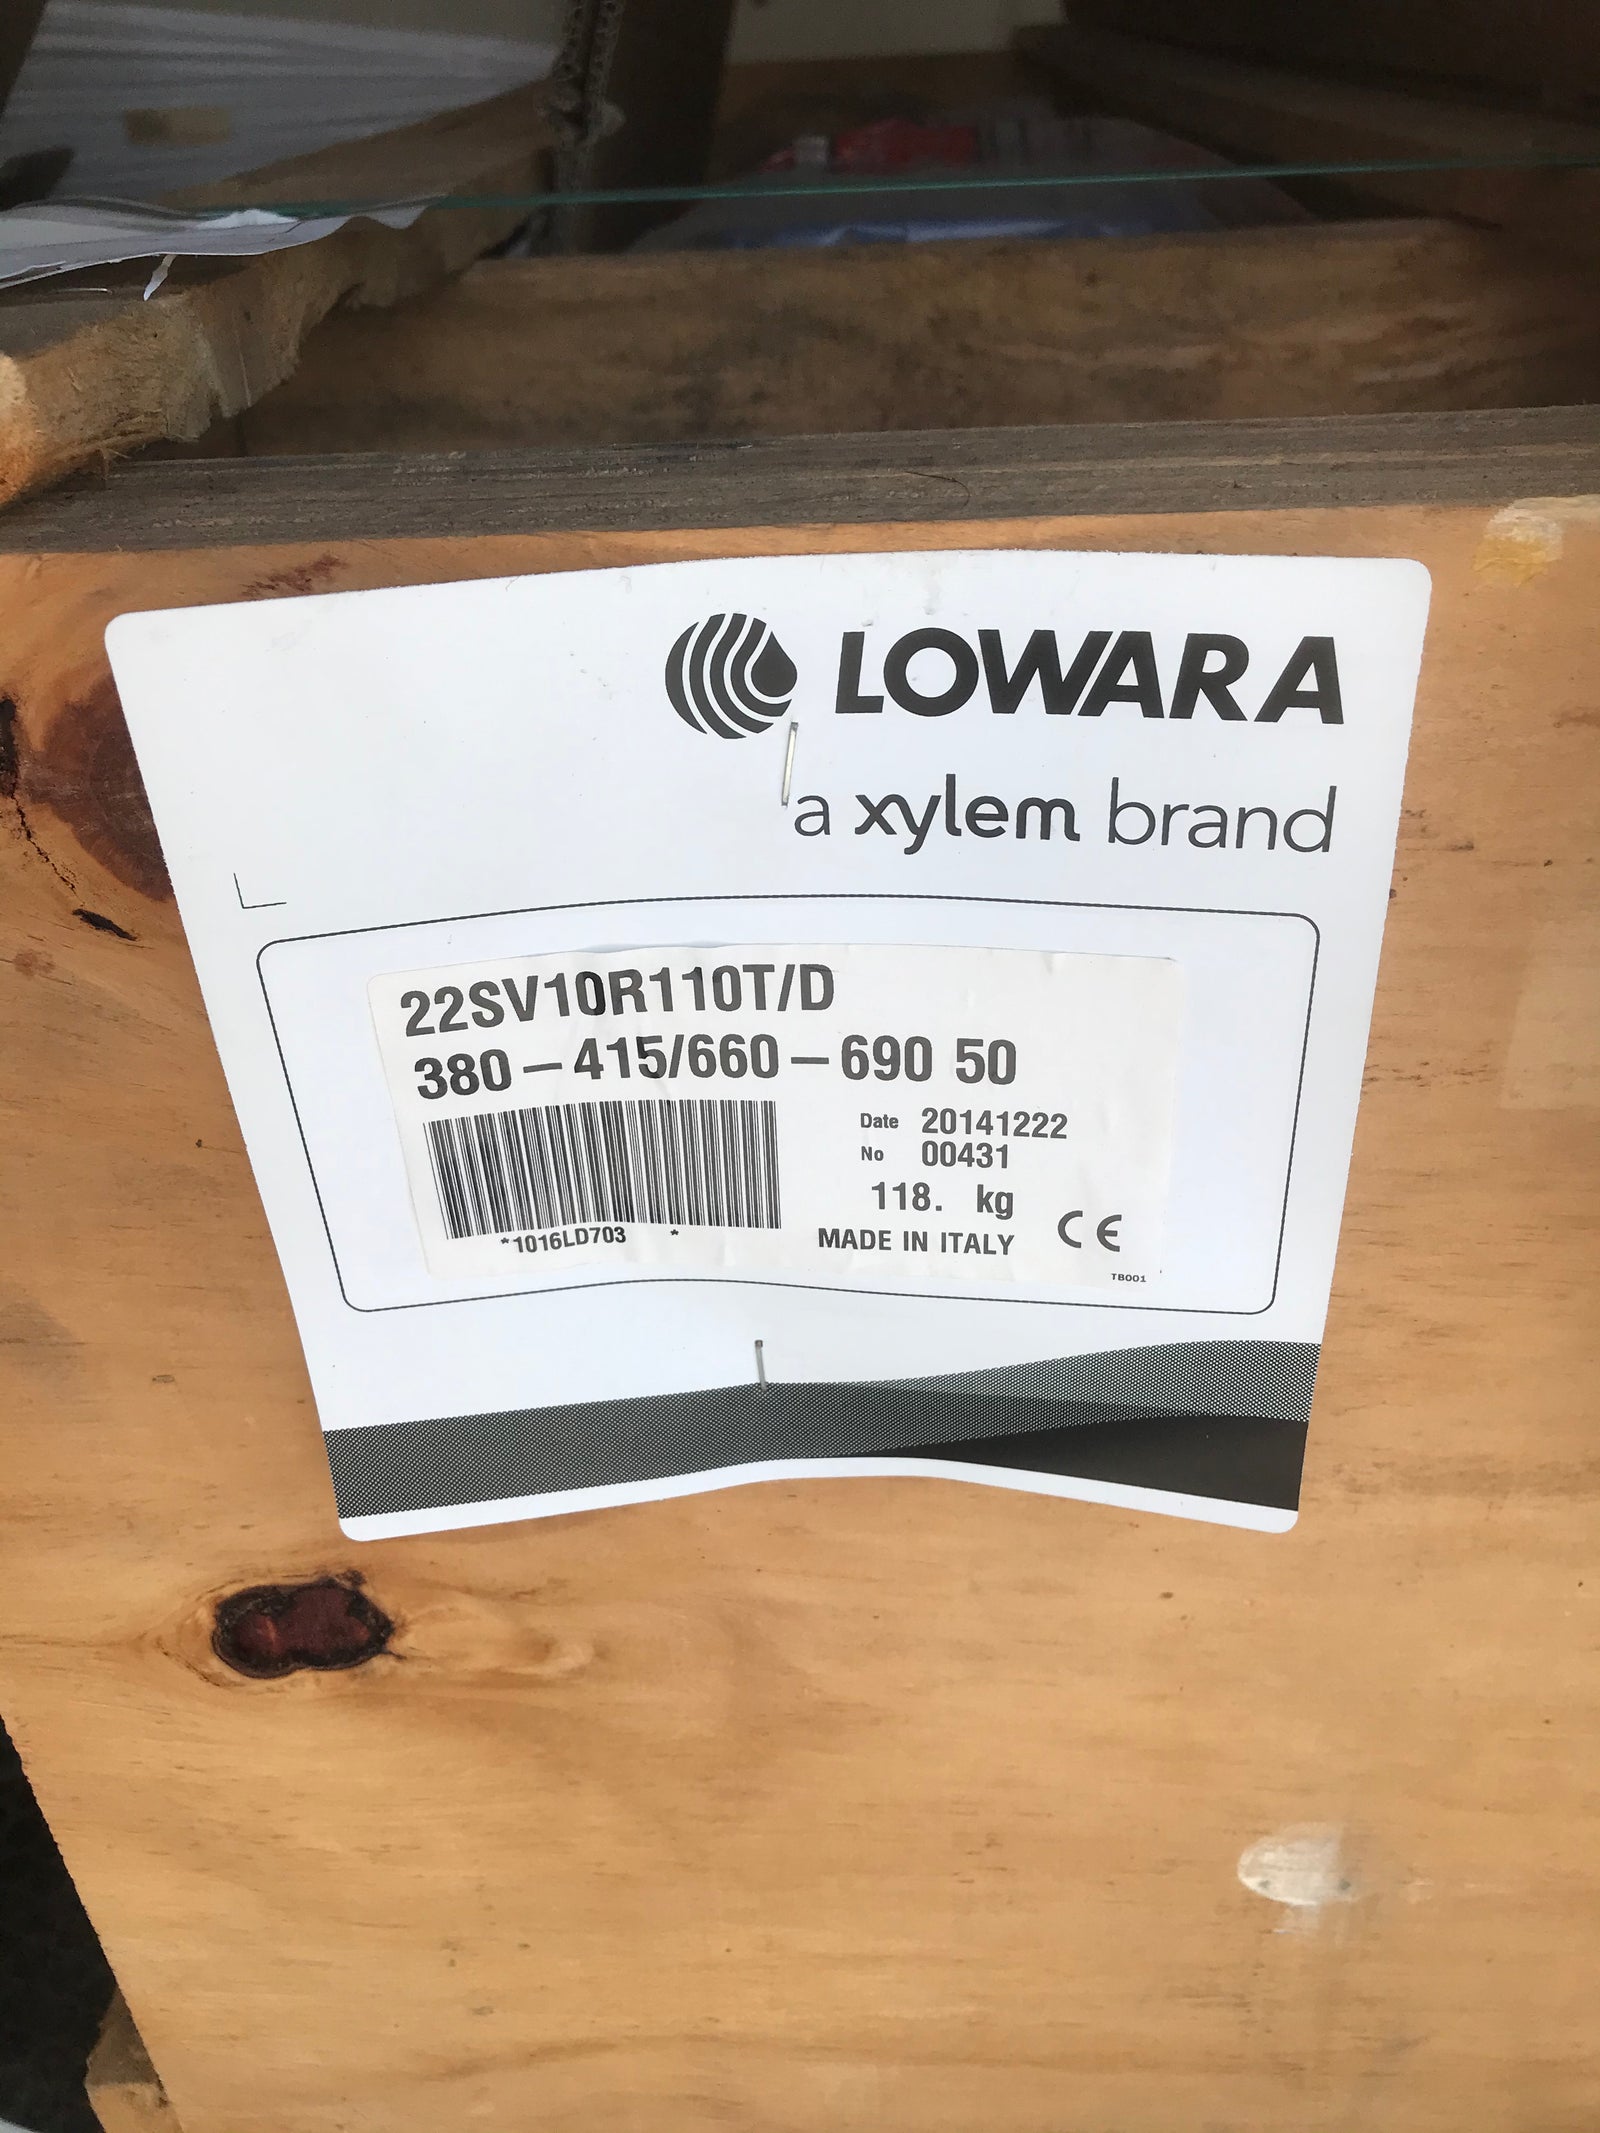 LOWARA
a xylem brand
22SV10R110T/D
380-415/660-690 50
Date 20141222
No 00431
118. kg
*1016LD703 *
MADE IN ITALY CE
TB001